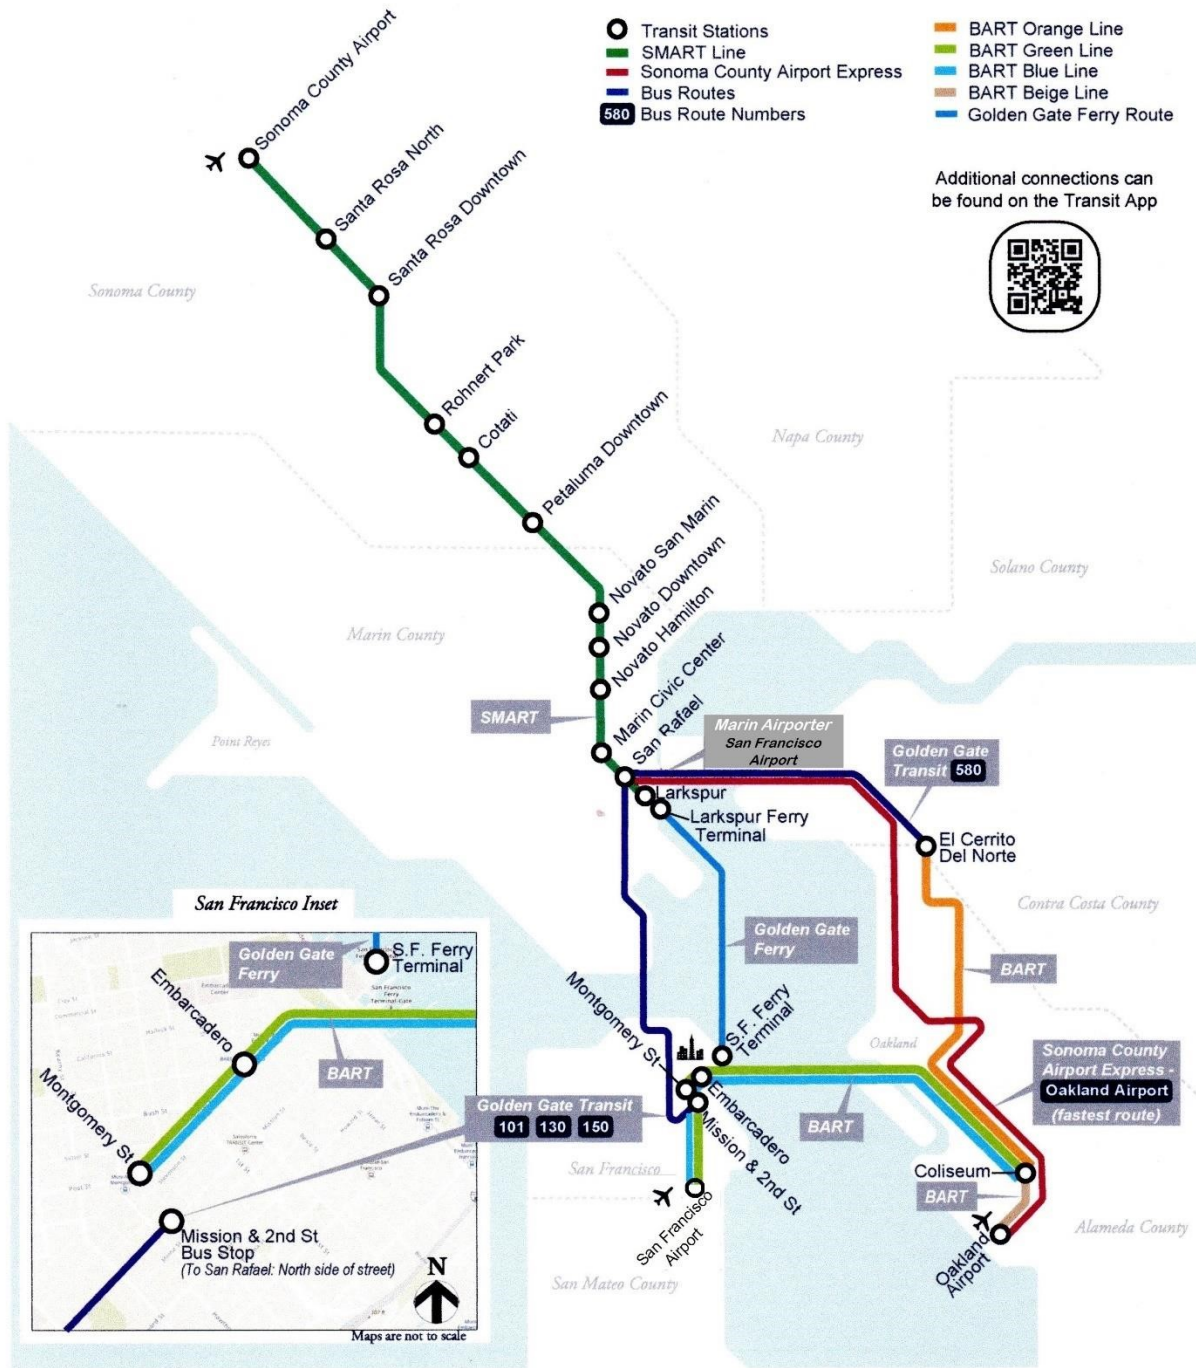 Transit Stations
SMART Line
Sonoma County Airport Express
Bus Routes
580 Bus Route Numbers
BART Orange Line
BART Green Line
BART Blue Line
BART Beige Line
Golden Gate Ferry Route
Additional connections can
be found on the Transit App
Sonoma County Airport
Santa Rosa North
Santa Rosa Downtown
Sonoma County
Rohnert Park
Cotati
Petaluma Downtown
Napa County
Novato San Marin
Novato Downtown
Novato Hamilton
Solano County
Marin County
Marin Civic Center
San Rafael
SMART
Point Reyes
Marin Airporter
San Francisco
Airport
Golden Gate
Transit 580
Larkspur
Larkspur Ferry
Terminal
El Cerrito
Del Norte
Contra Costa County
Golden Gate
Ferry
BART
Montgomery St
S.F. Ferry
Terminal
Oakland
Sonoma County
Airport Express -
Oakland Airport
(fastest route)
Embarcadero
Mission & 2nd St
BART
Golden Gate Transit
101 130 150
San Francisco
San Francisco
Airport
San Mateo County
Coliseum
BART
Oakland
Airport
Alameda County
San Francisco Inset
Golden Gate
Ferry
S.F. Ferry
Terminal
San Francisco
Ferry
Terminal-Gate
Embarcadero
BART
Montgomery St
Mission & 2nd St
Bus Stop
(To San Rafael: North side of street)
N
Maps are not to scale